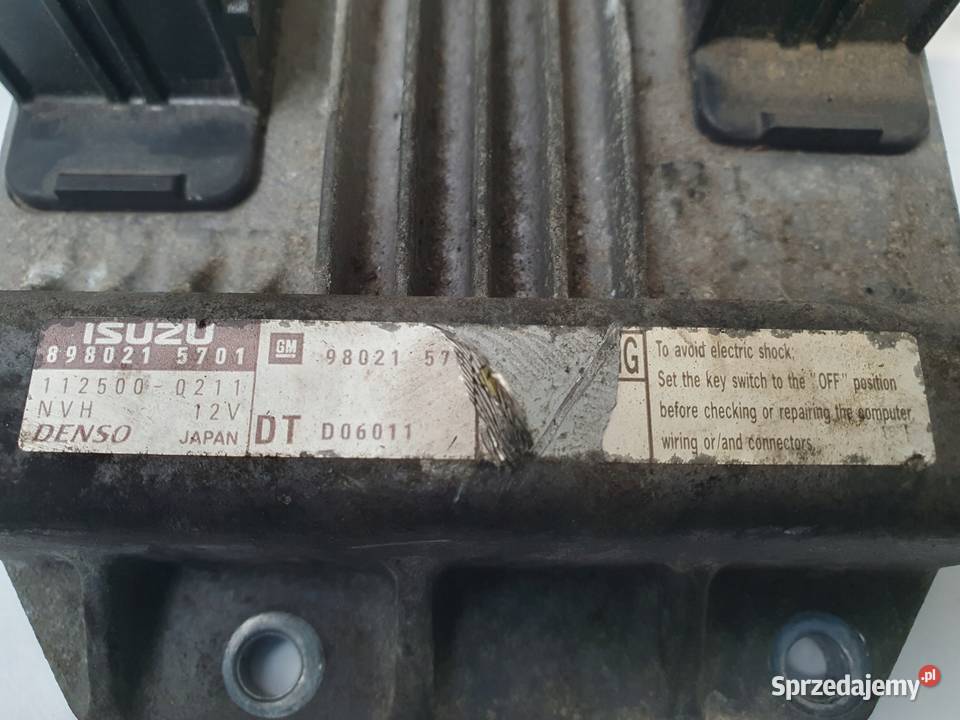 ISUZU
898021 5701
112500-0211
NVH 12V
DENSO JAPAN
GM 98021 57
DT D06011
NG
To avoid electric shock;
Set the key switch to the "OFF" position
before checking or repairing the computer,
wiring or/and connectors.
Sprzedajemy.pl